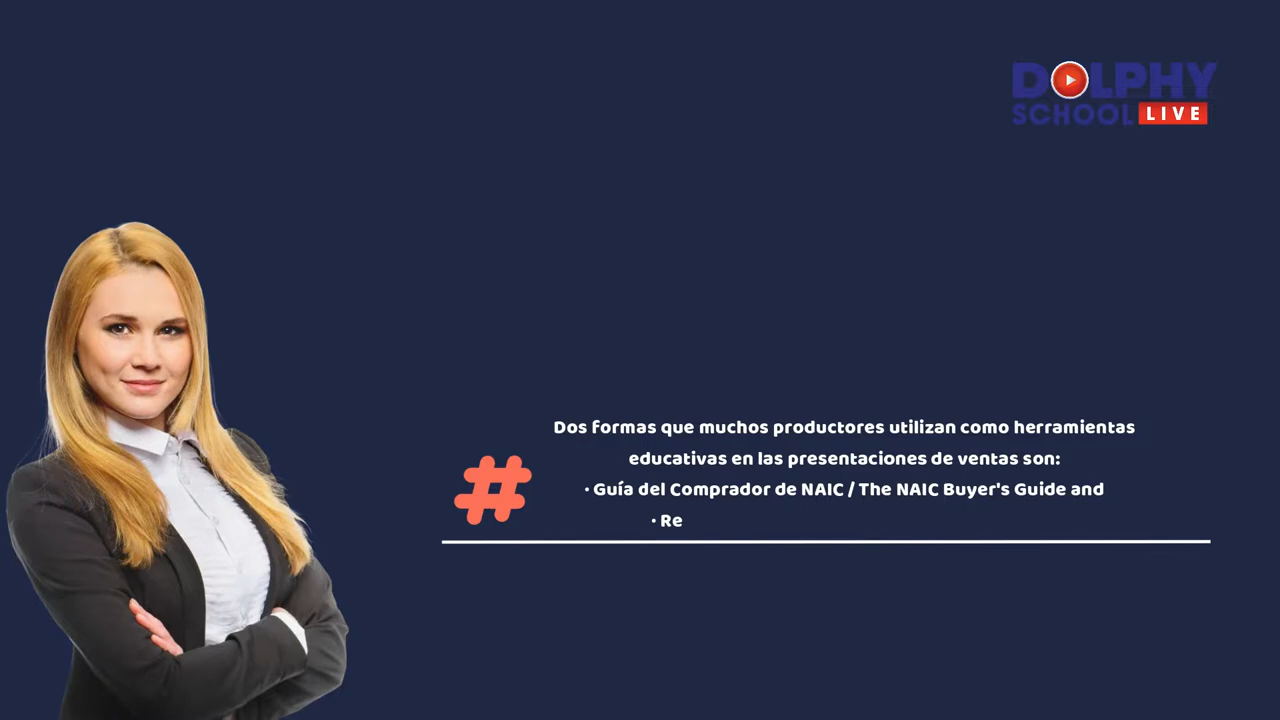 DOLPHY
SCHOOL LIVE
Dos formas que muchos productores utilizan como herramientas
educativas en las presentaciones de ventas son:
• Guía del Comprador de NAIC / The NAIC Buyer's Guide and
• Re